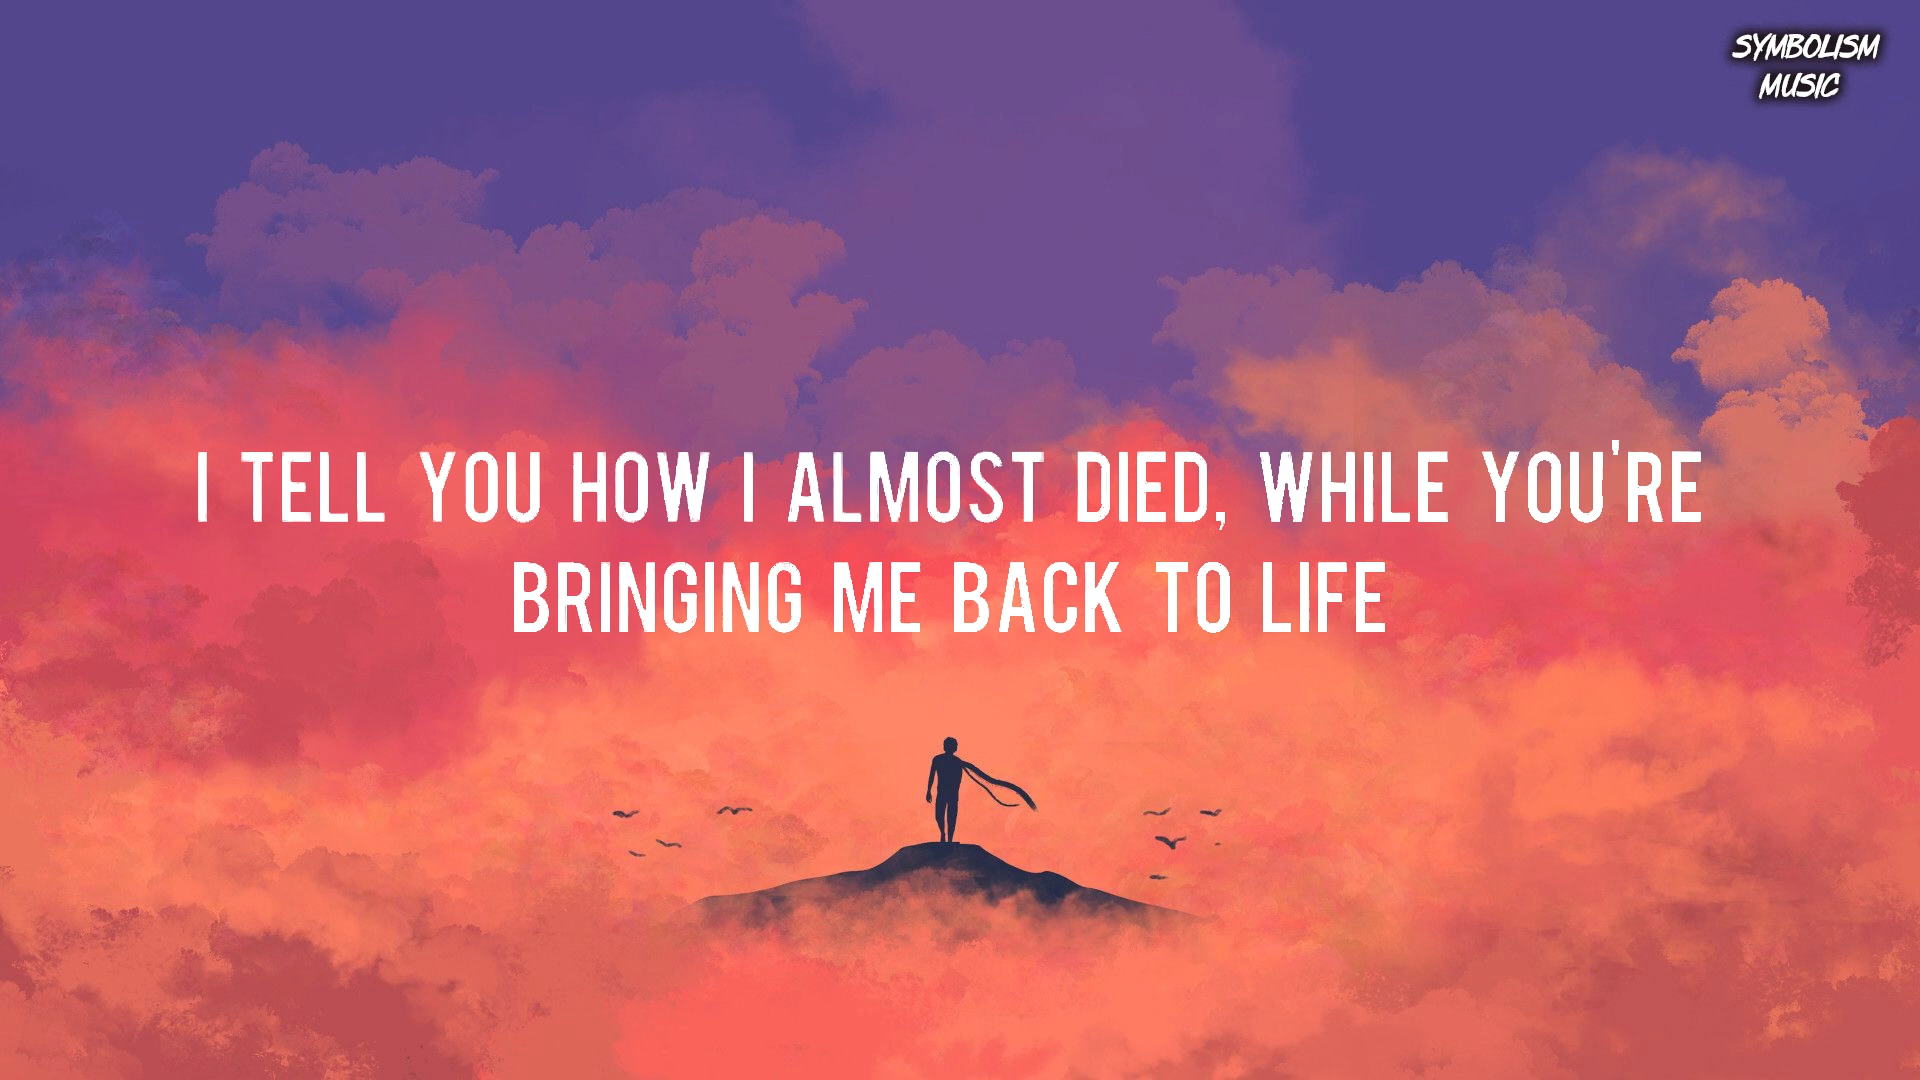 SYMBOLISM
MUSIC
I TELL YOU HOW I ALMOST DIED, WHILE YOU'RE
BRINGING ME BACK TO LIFE